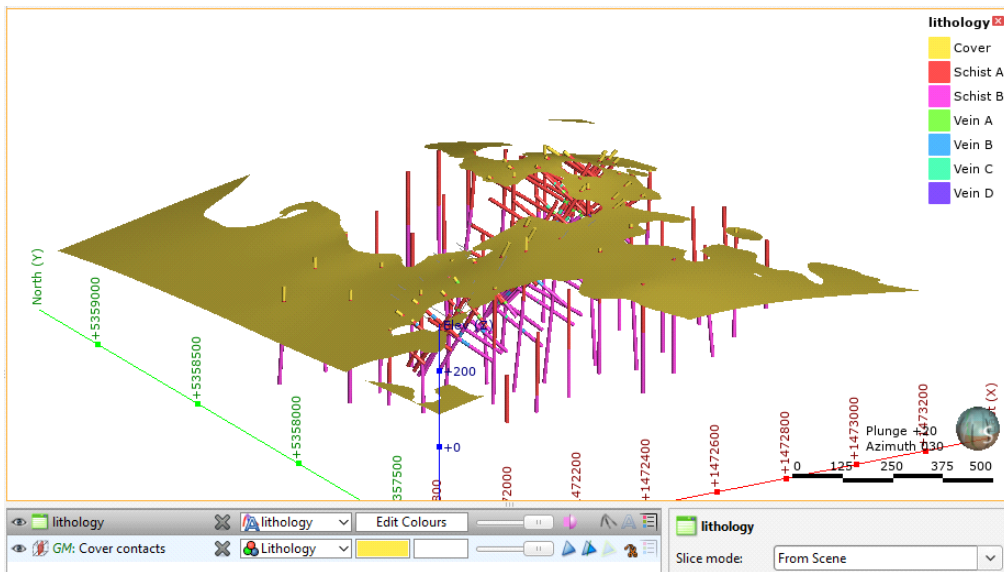 lithology
Cover
Schist A
Schist B
Vein A
Vein B
Vein C
Vein D
North (Y)
+5359000
+5358500
+5358000
Elev (Z)
+200
+0
+1472200
+1472400
+1472600
+1472800
+1473000
+1473200
Plunge +20
Azimuth 030
0 125 250 375 500
S
lithology
lithology
Edit Colours
GM: Cover contacts
Lithology
lithology
Slice mode:
From Scene